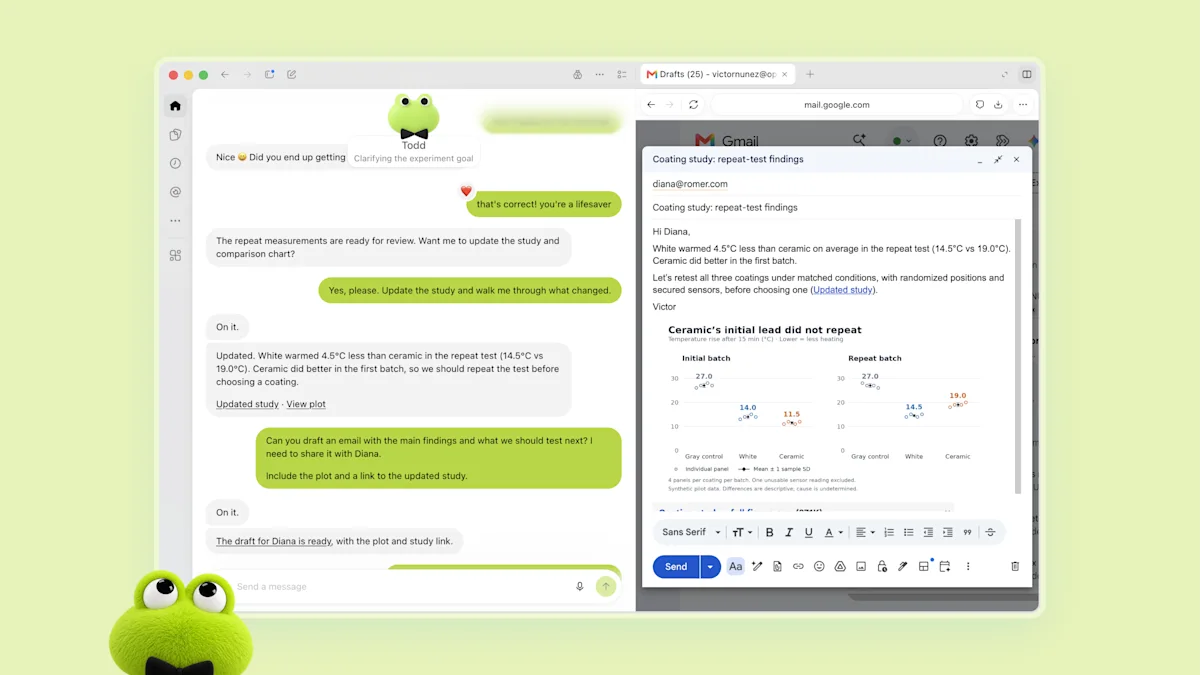 Drafts (25) - victornunez@op
mail.google.com
Todd
Clarifying the experiment goal
Nice 😄 Did you end up getting
that's correct! you're a lifesaver
The repeat measurements are ready for review. Want me to update the study and
comparison chart?
Yes, please. Update the study and walk me through what changed.
On it.
Updated. White warmed 4.5°C less than ceramic in the repeat test (14.5°C vs
19.0°C). Ceramic did better in the first batch, so we should repeat the test before
choosing a coating.
Updated study · View plot
Can you draft an email with the main findings and what we should test next? I
need to share it with Diana.
Include the plot and a link to the updated study.
On it.
The draft for Diana is ready, with the plot and study link.
Send a message
Gmail
Coating study: repeat-test findings
diana@romer.com
Coating study: repeat-test findings
Hi Diana,
White warmed 4.5°C less than ceramic on average in the repeat test (14.5°C vs 19.0°C).
Ceramic did better in the first batch.
Let's retest all three coatings under matched conditions, with randomized positions and
secured sensors, before choosing one (Updated study).
Victor
Ceramic's initial lead did not repeat
Temperature rise after 15 min (°C) · Lower = less heating
Initial batch
Repeat batch
30 27.0
20 14.0 11.5
10
0
Gray control White Ceramic
30 27.0
20 14.5 19.0
10
0
Gray control White Ceramic
Individual panel Mean ± 1 sample SD
4 panels per coating per batch. One unusable sensor reading excluded.
Synthetic plot data. Differences are descriptive, cause is undetermined.
Sans Serif
Send
Aa